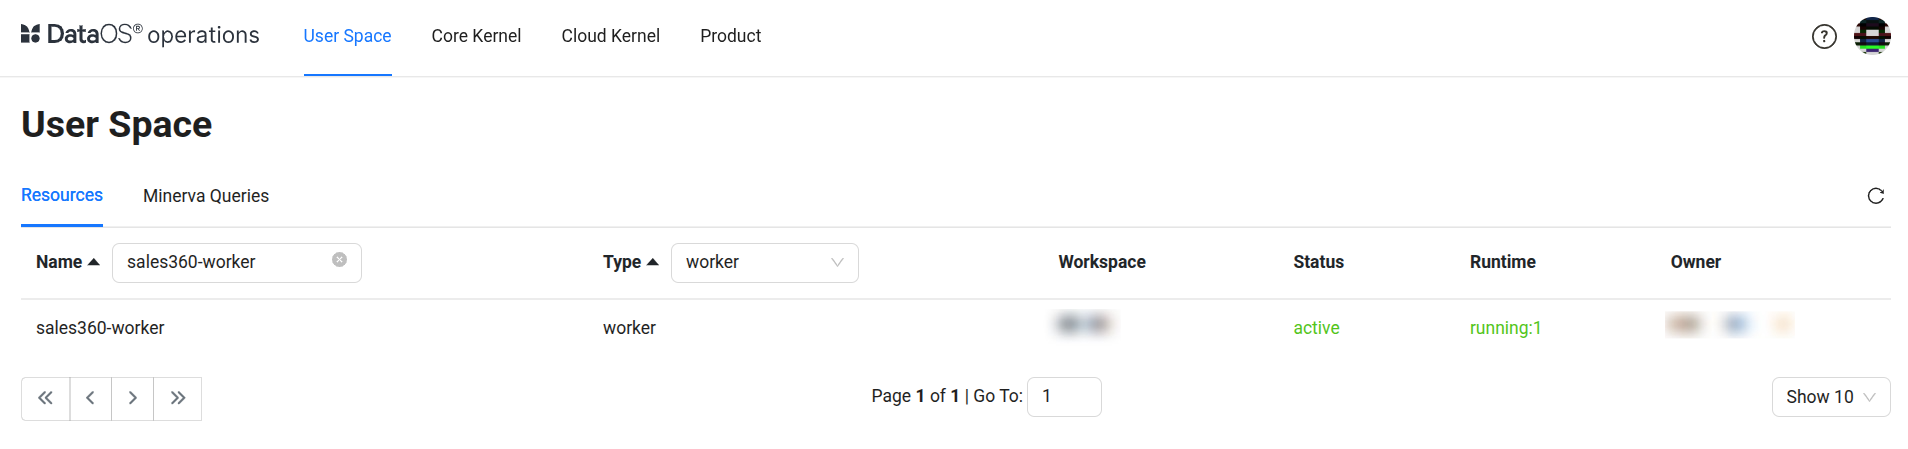 DataOS® operations User Space Core Kernel Cloud Kernel Product ?
User Space
Resources Minerva Queries
Name sales360-worker Type worker Workspace Status Runtime Owner
sales360-worker worker active running:1
Page 1 of 1 | Go To: 1 Show 10